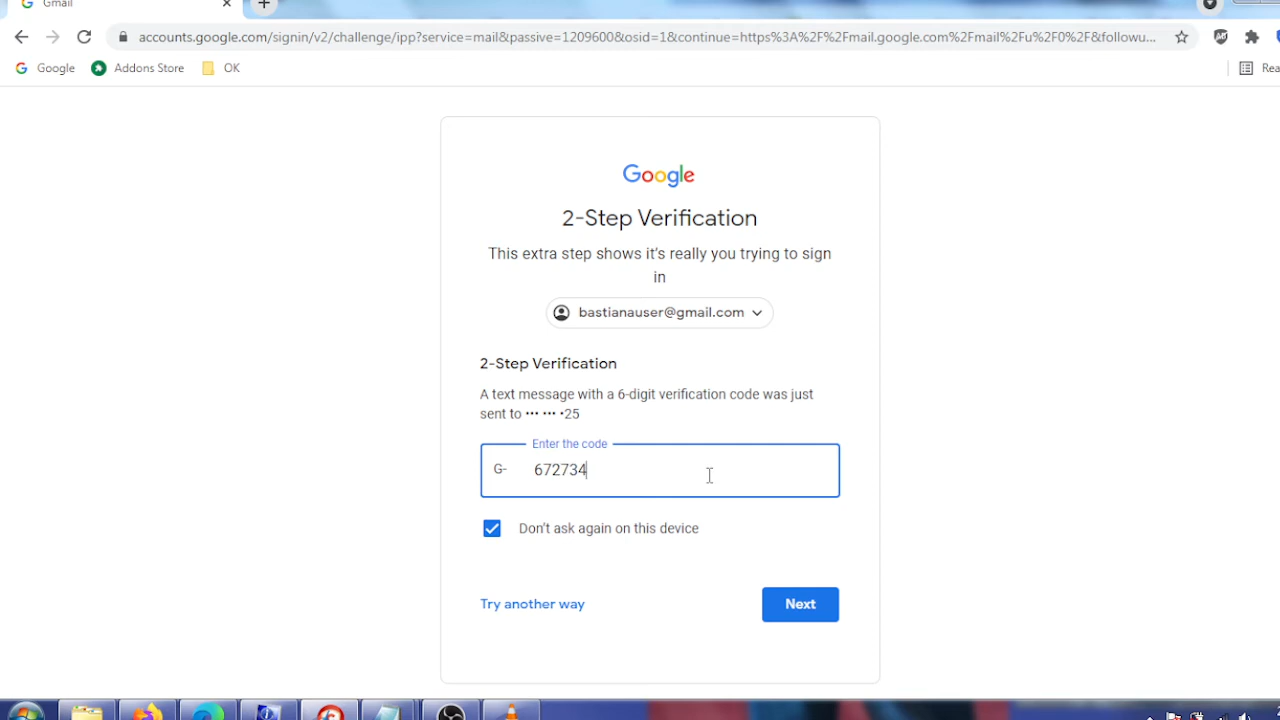 Gmail
accounts.google.com/signin/v2/challenge/ipp?service=mail&passive=1209600&osid=1&continue=https%3A%2F%2Fmail.google.com%2Fmail%2Fu%2F0%2F&followu...
Google Addons Store OK Rea
Google
2-Step Verification
This extra step shows it's really you trying to sign
in
bastianauser@gmail.com
2-Step Verification
A text message with a 6-digit verification code was just
sent to ••• ••• •25
Enter the code
G- 672734
Don't ask again on this device
Try another way Next